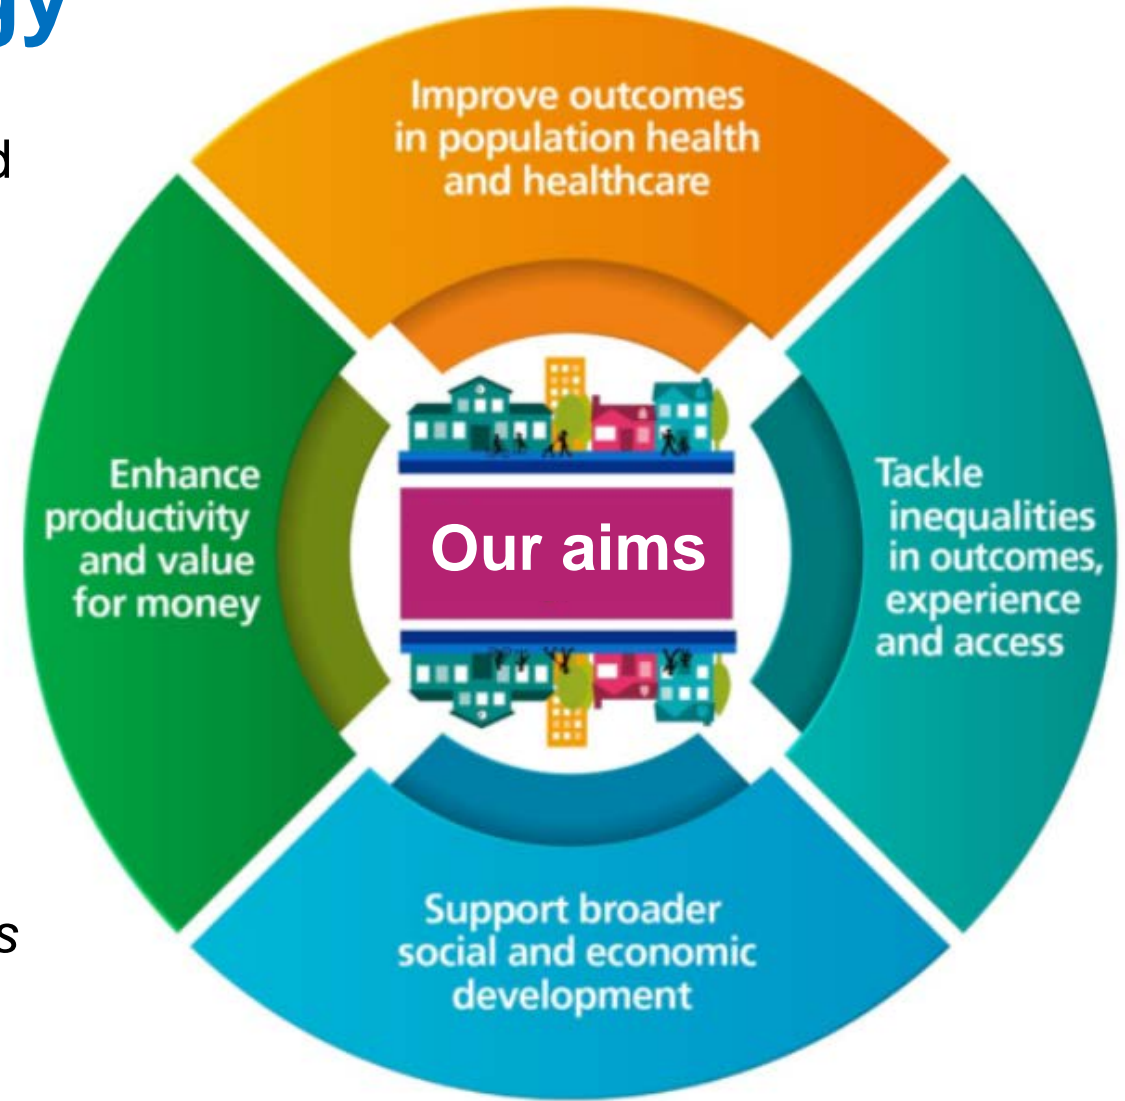 gy
d
Improve outcomes
in population health
and healthcare
Enhance
productivity
and value
for money
Our aims
Tackle
inequalities
in outcomes,
experience
and access
s
Support broader
social and economic
development